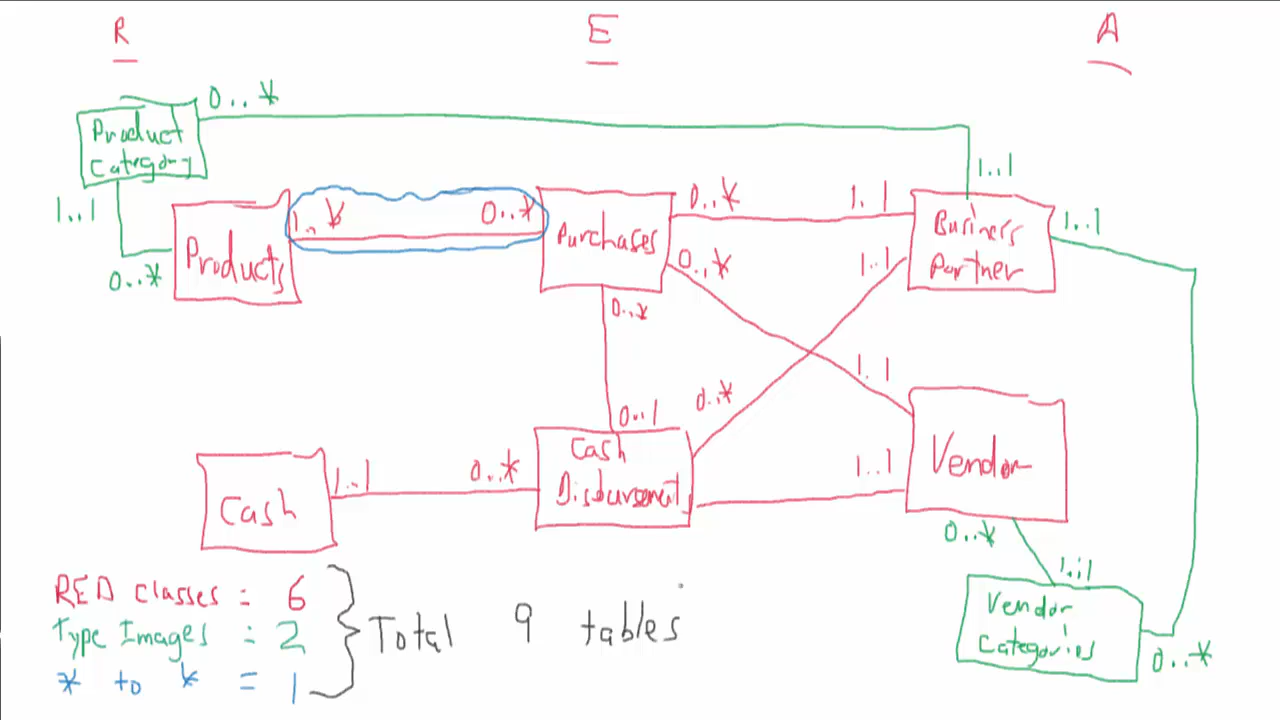 R E A
0..*
Product
Category
1..1
1..1
0..*
Products
1..*
0..*
Purchases
0..*
1..1
Business
Partner
1..1
0..*
1..1
0..*
0..1
0..*
1..1
Cash
1..1
0..*
Cash
Disbursement
1..1
Vendor
0..*
1..1
Vendor
Categories
0..*
RED classes = 6
Type Images = 2
* to * = 1
Total 9 tables